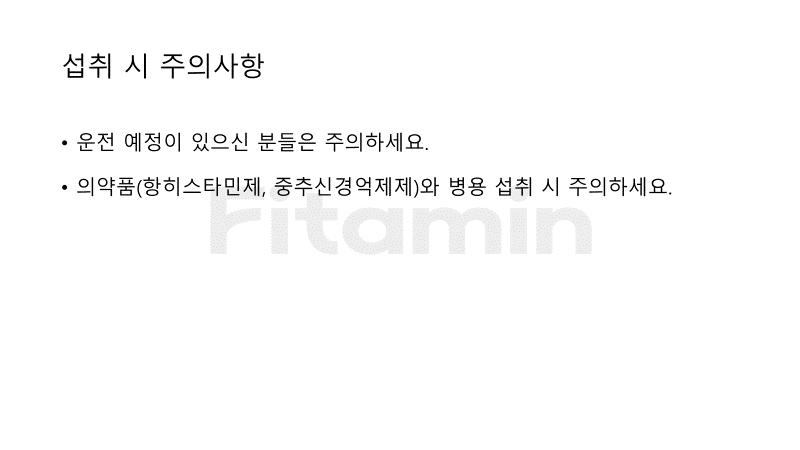 섭취 시 주의사항
• 운전 예정이 있으신 분들은 주의하세요.
• 의약품(항히스타민제, 중추신경억제제)와 병용 섭취 시 주의하세요.
Fitamin